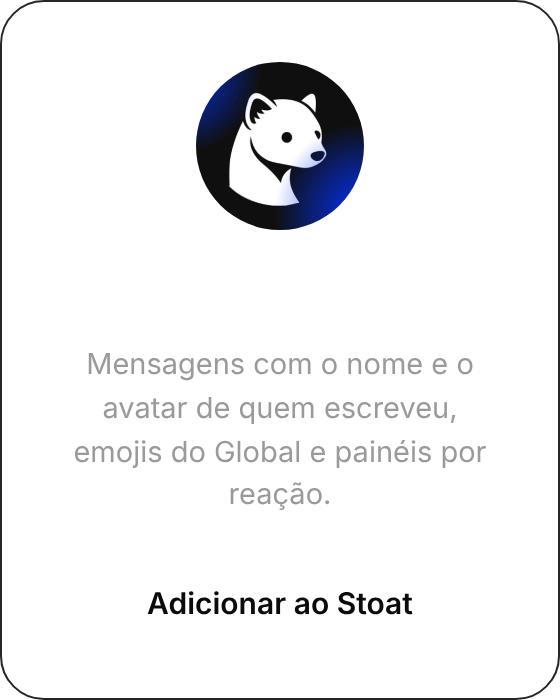 Mensagens com o nome e o
avatar de quem escreveu,
emojis do Global e painéis por
reação.
Adicionar ao Stoat